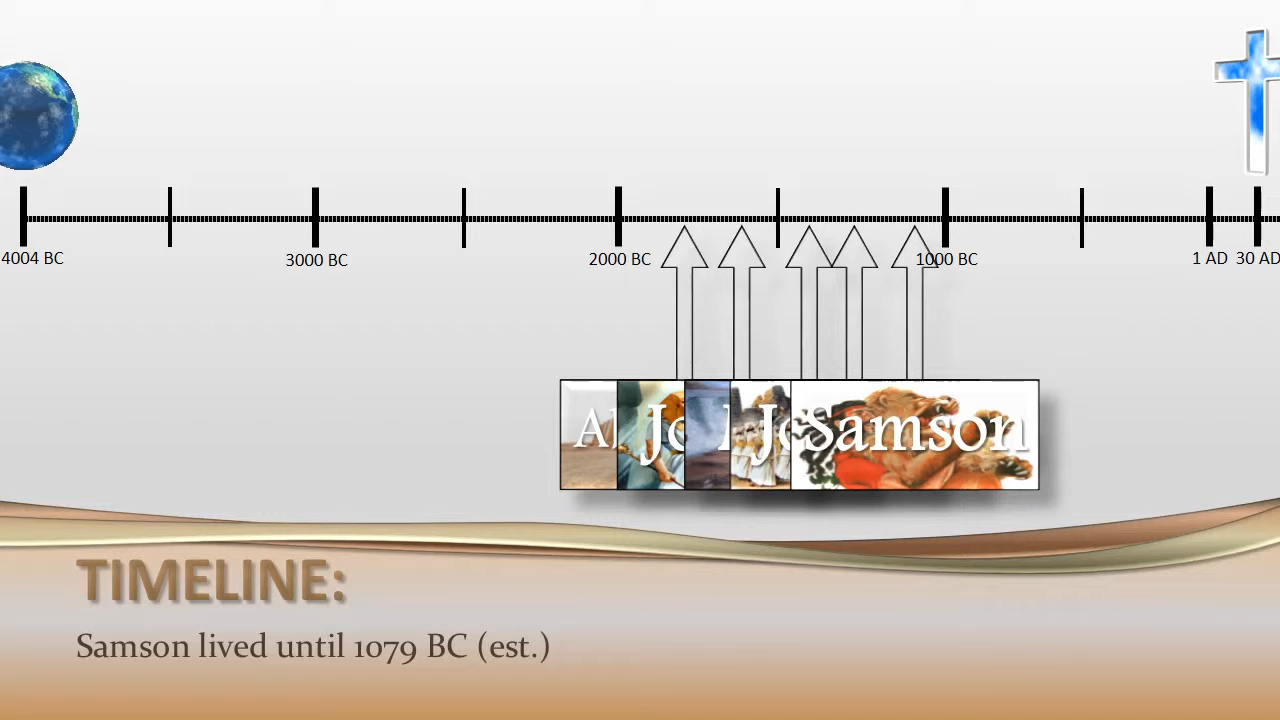 4004 BC 3000 BC 2000 BC 1000 BC 1 AD 30 AD
Samson
TIMELINE:
Samson lived until 1079 BC (est.)